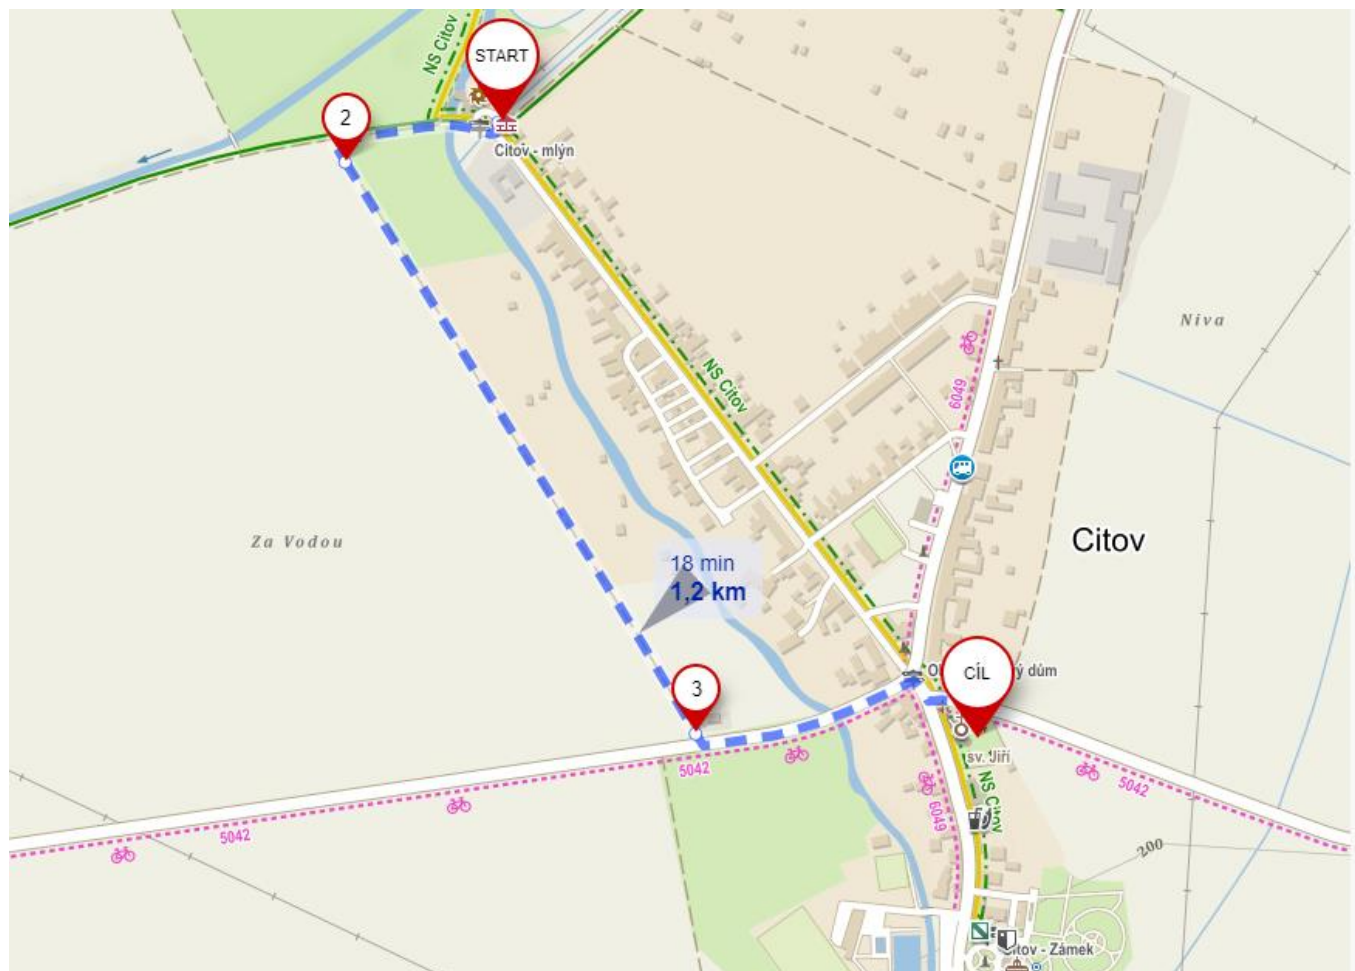 NS Citov
START
2
Citov - mlýn
Niva
6049
NS Citov
Za Vodou
Citov
18 min
1,2 km
CÍL
ý dům
3
sv. Jiří
5042
5042
5042
6049
NS Citov
200
Citov - Zámek